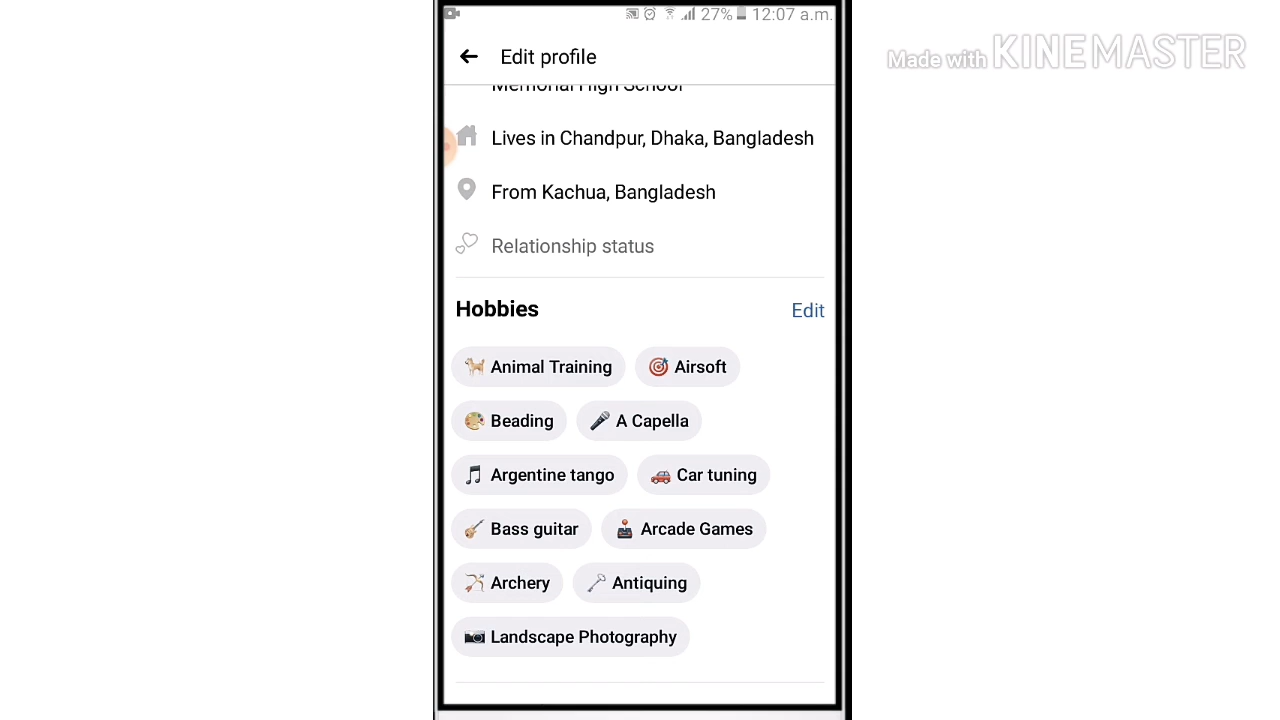 27% 12:07 a.m.
Made with KINEMASTER
Edit profile
Memorial High School
Lives in Chandpur, Dhaka, Bangladesh
From Kachua, Bangladesh
Relationship status
Hobbies Edit
Animal Training Airsoft
Beading A Capella
Argentine tango Car tuning
Bass guitar Arcade Games
Archery Antiquing
Landscape Photography